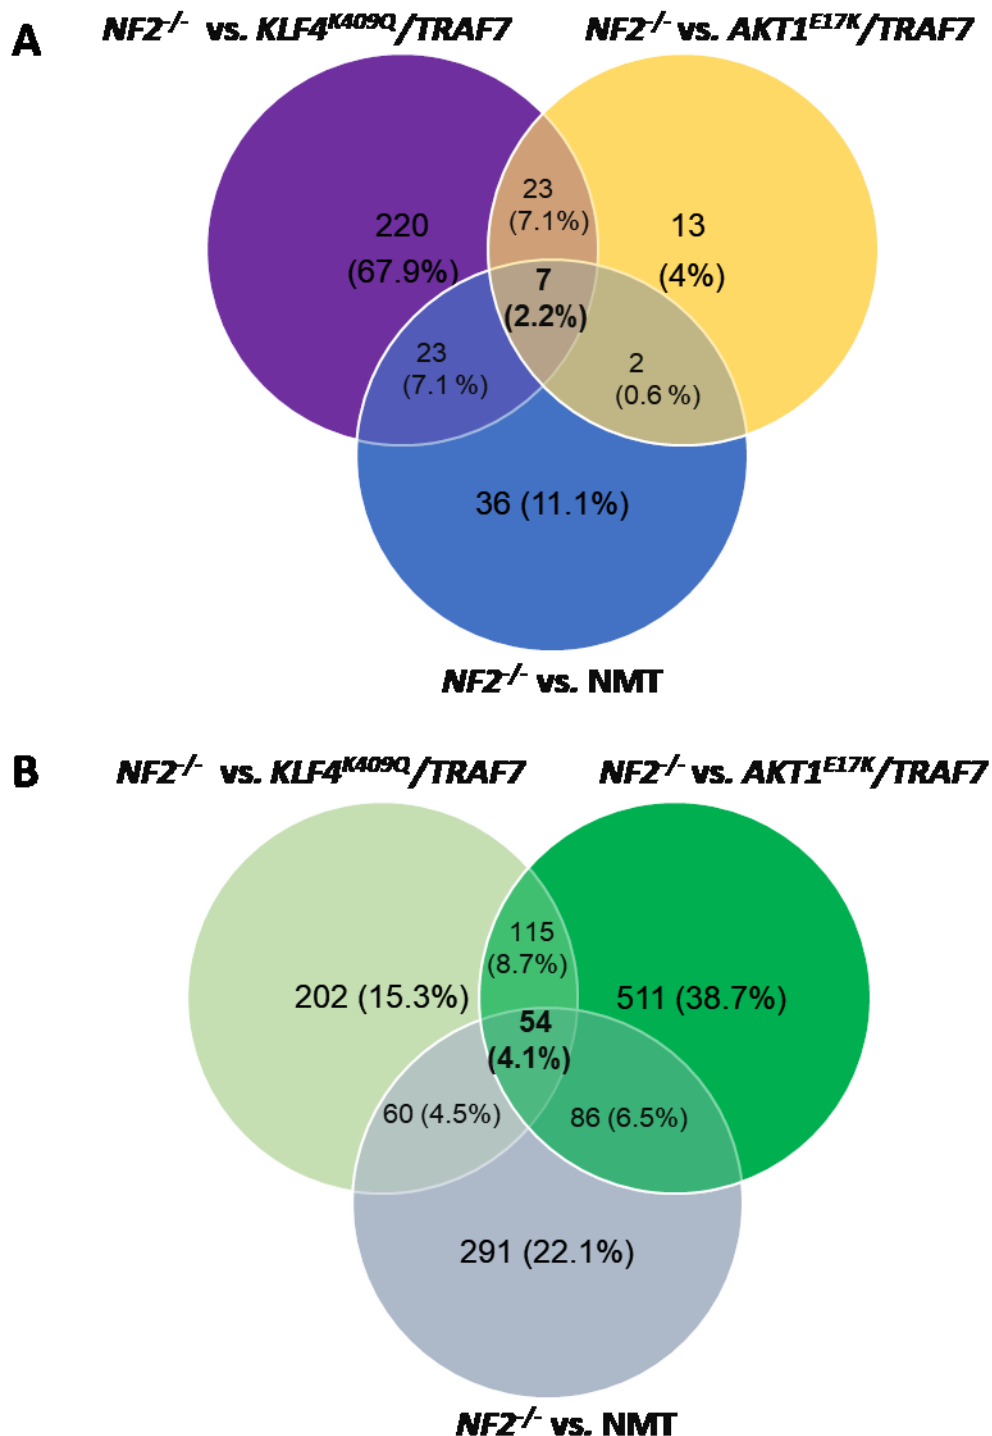 A
NF2-/- vs. KLF4K409Q/TRAF7
NF2-/- vs. AKT1E17K/TRAF7
23
(7.1%)
220
(67.9%)
13
(4%)
7
(2.2%)
23
(7.1 %)
2
(0.6 %)
36 (11.1%)
NF2-/- vs. NMT
B
NF2-/- vs. KLF4K409Q/TRAF7
NF2-/- vs. AKT1E17K/TRAF7
115
(8.7%)
202 (15.3%)
511 (38.7%)
54
(4.1%)
60 (4.5%)
86 (6.5%)
291 (22.1%)
NF2-/- vs. NMT